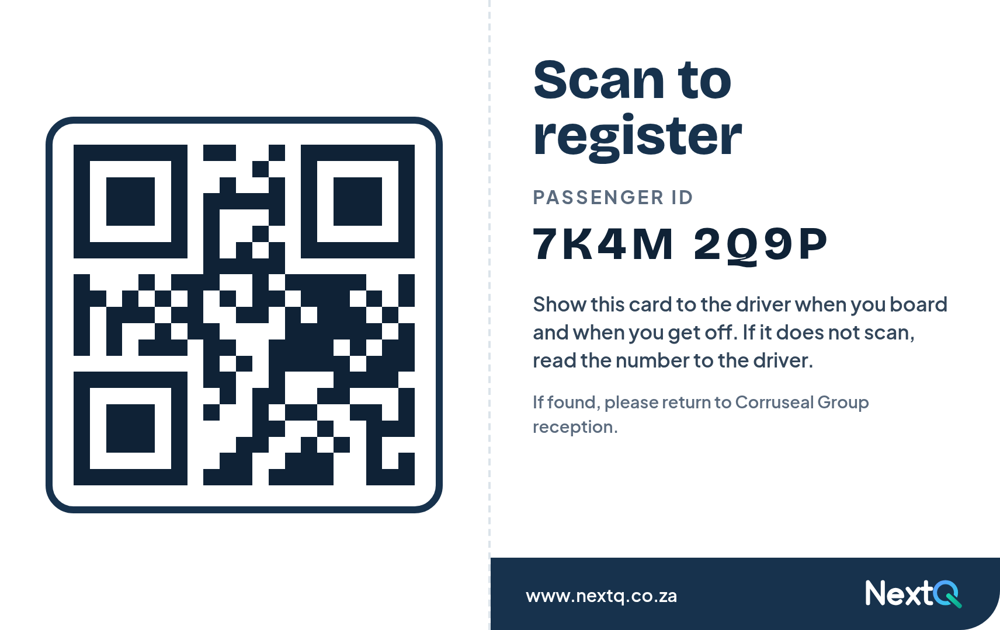 Scan to
register
PASSENGER ID
7K4M 2Q9P
Show this card to the driver when you board
and when you get off. If it does not scan,
read the number to the driver.
If found, please return to Corruseal Group
reception.
www.nextq.co.za
NextQ